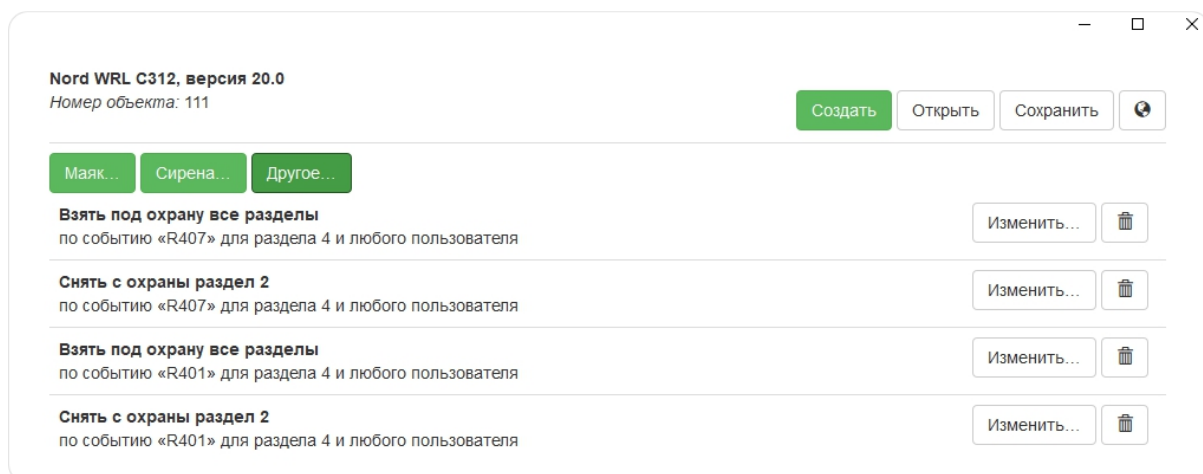 Nord WRL C312, версия 20.0
Номер объекта: 111
Создать Открыть Сохранить
Маяк... Сирена... Другое...
Взять под охрану все разделы
по событию «R407» для раздела 4 и любого пользователя
Изменить...
Снять с охраны раздел 2
по событию «R407» для раздела 4 и любого пользователя
Изменить...
Взять под охрану все разделы
по событию «R401» для раздела 4 и любого пользователя
Изменить...
Снять с охраны раздел 2
по событию «R401» для раздела 4 и любого пользователя
Изменить...